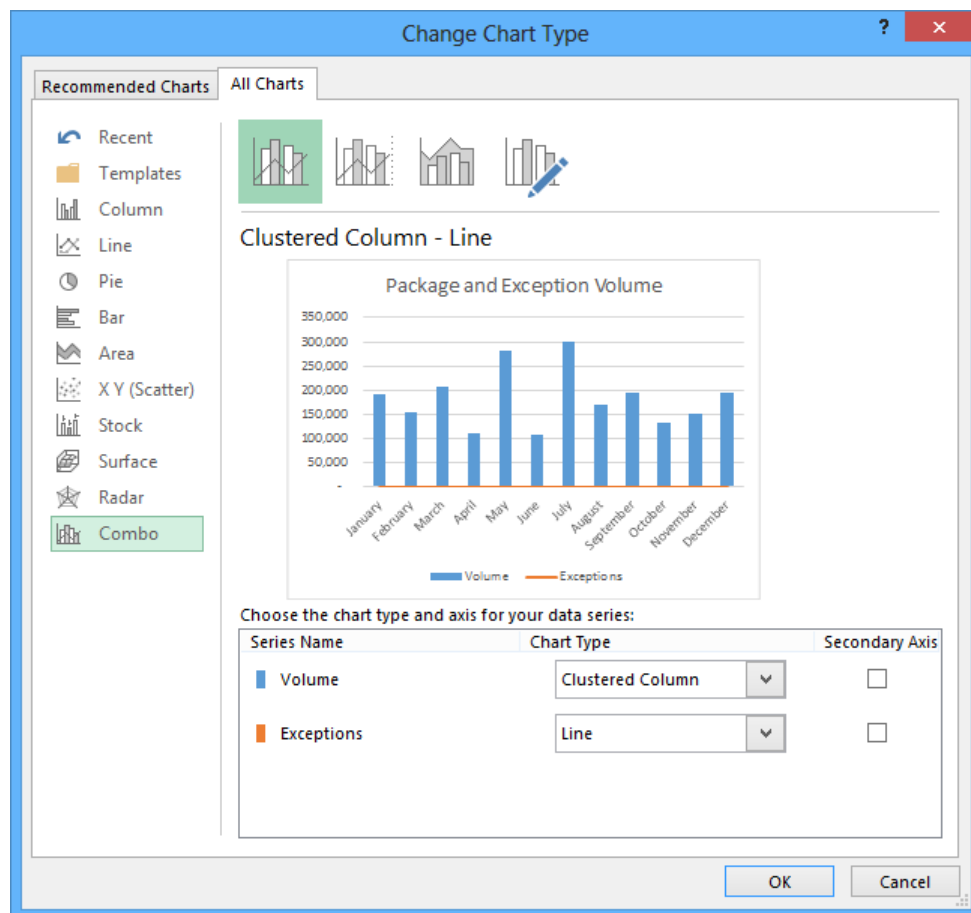 Change Chart Type
?
Recommended Charts
All Charts
Recent
Templates
Column
Line
Pie
Bar
Area
X Y (Scatter)
Stock
Surface
Radar
Combo
Clustered Column - Line
Package and Exception Volume
350,000
300,000
250,000
200,000
150,000
100,000
50,000
-
January
February
March
April
May
June
July
August
September
October
November
December
Volume
Exceptions
Choose the chart type and axis for your data series:
Series Name Chart Type Secondary Axis
Volume Clustered Column
Exceptions Line
OK Cancel